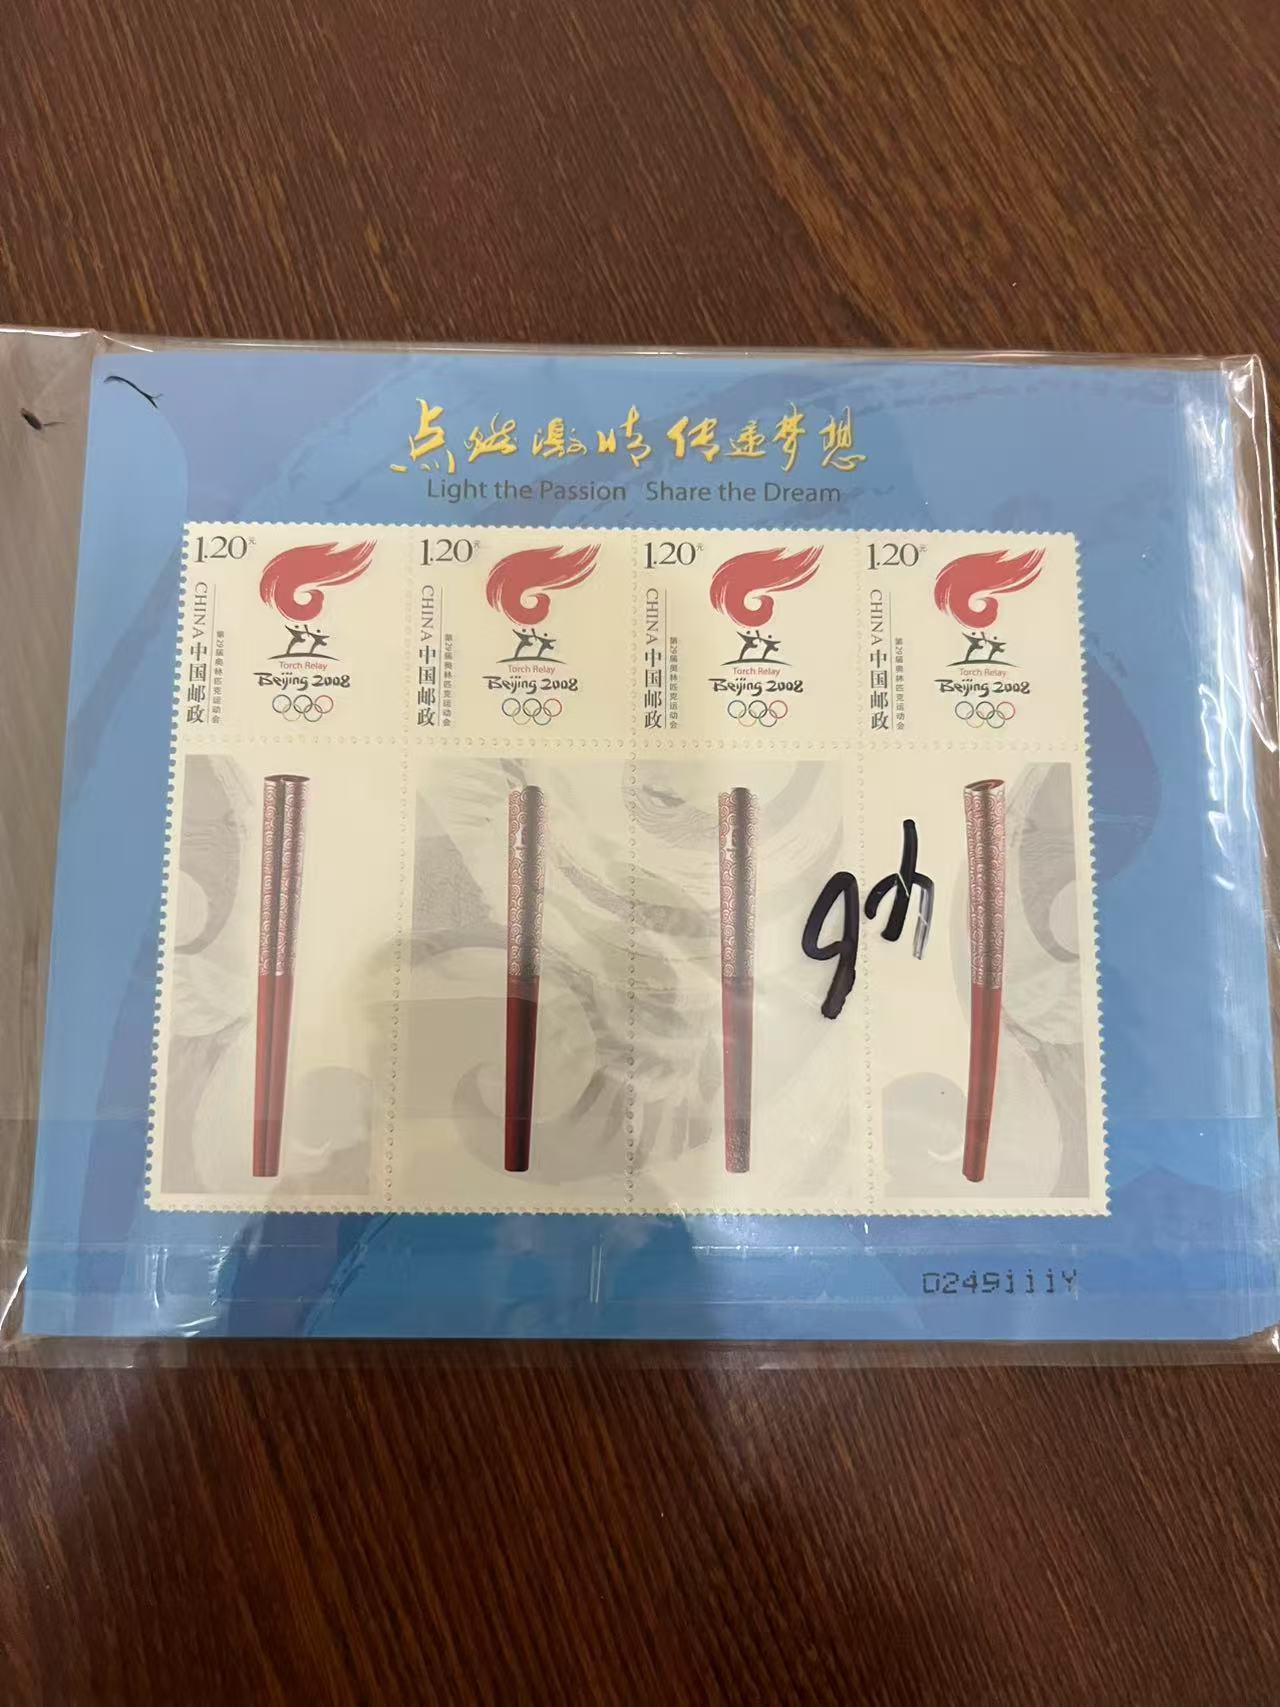 点燃激情 传递梦想
Light the Passion Share the Dream
1.20元 1.20元 1.20元 1.20元
CHINA 中国邮政 第29届奥林匹克运动会 Torch Relay Beijing 2008
CHINA 中国邮政 第29届奥林匹克运动会 Torch Relay Beijing 2008
CHINA 中国邮政 第29届奥林匹克运动会 Torch Relay Beijing 2008
CHINA 中国邮政 第29届奥林匹克运动会 Torch Relay Beijing 2008
0249111Y